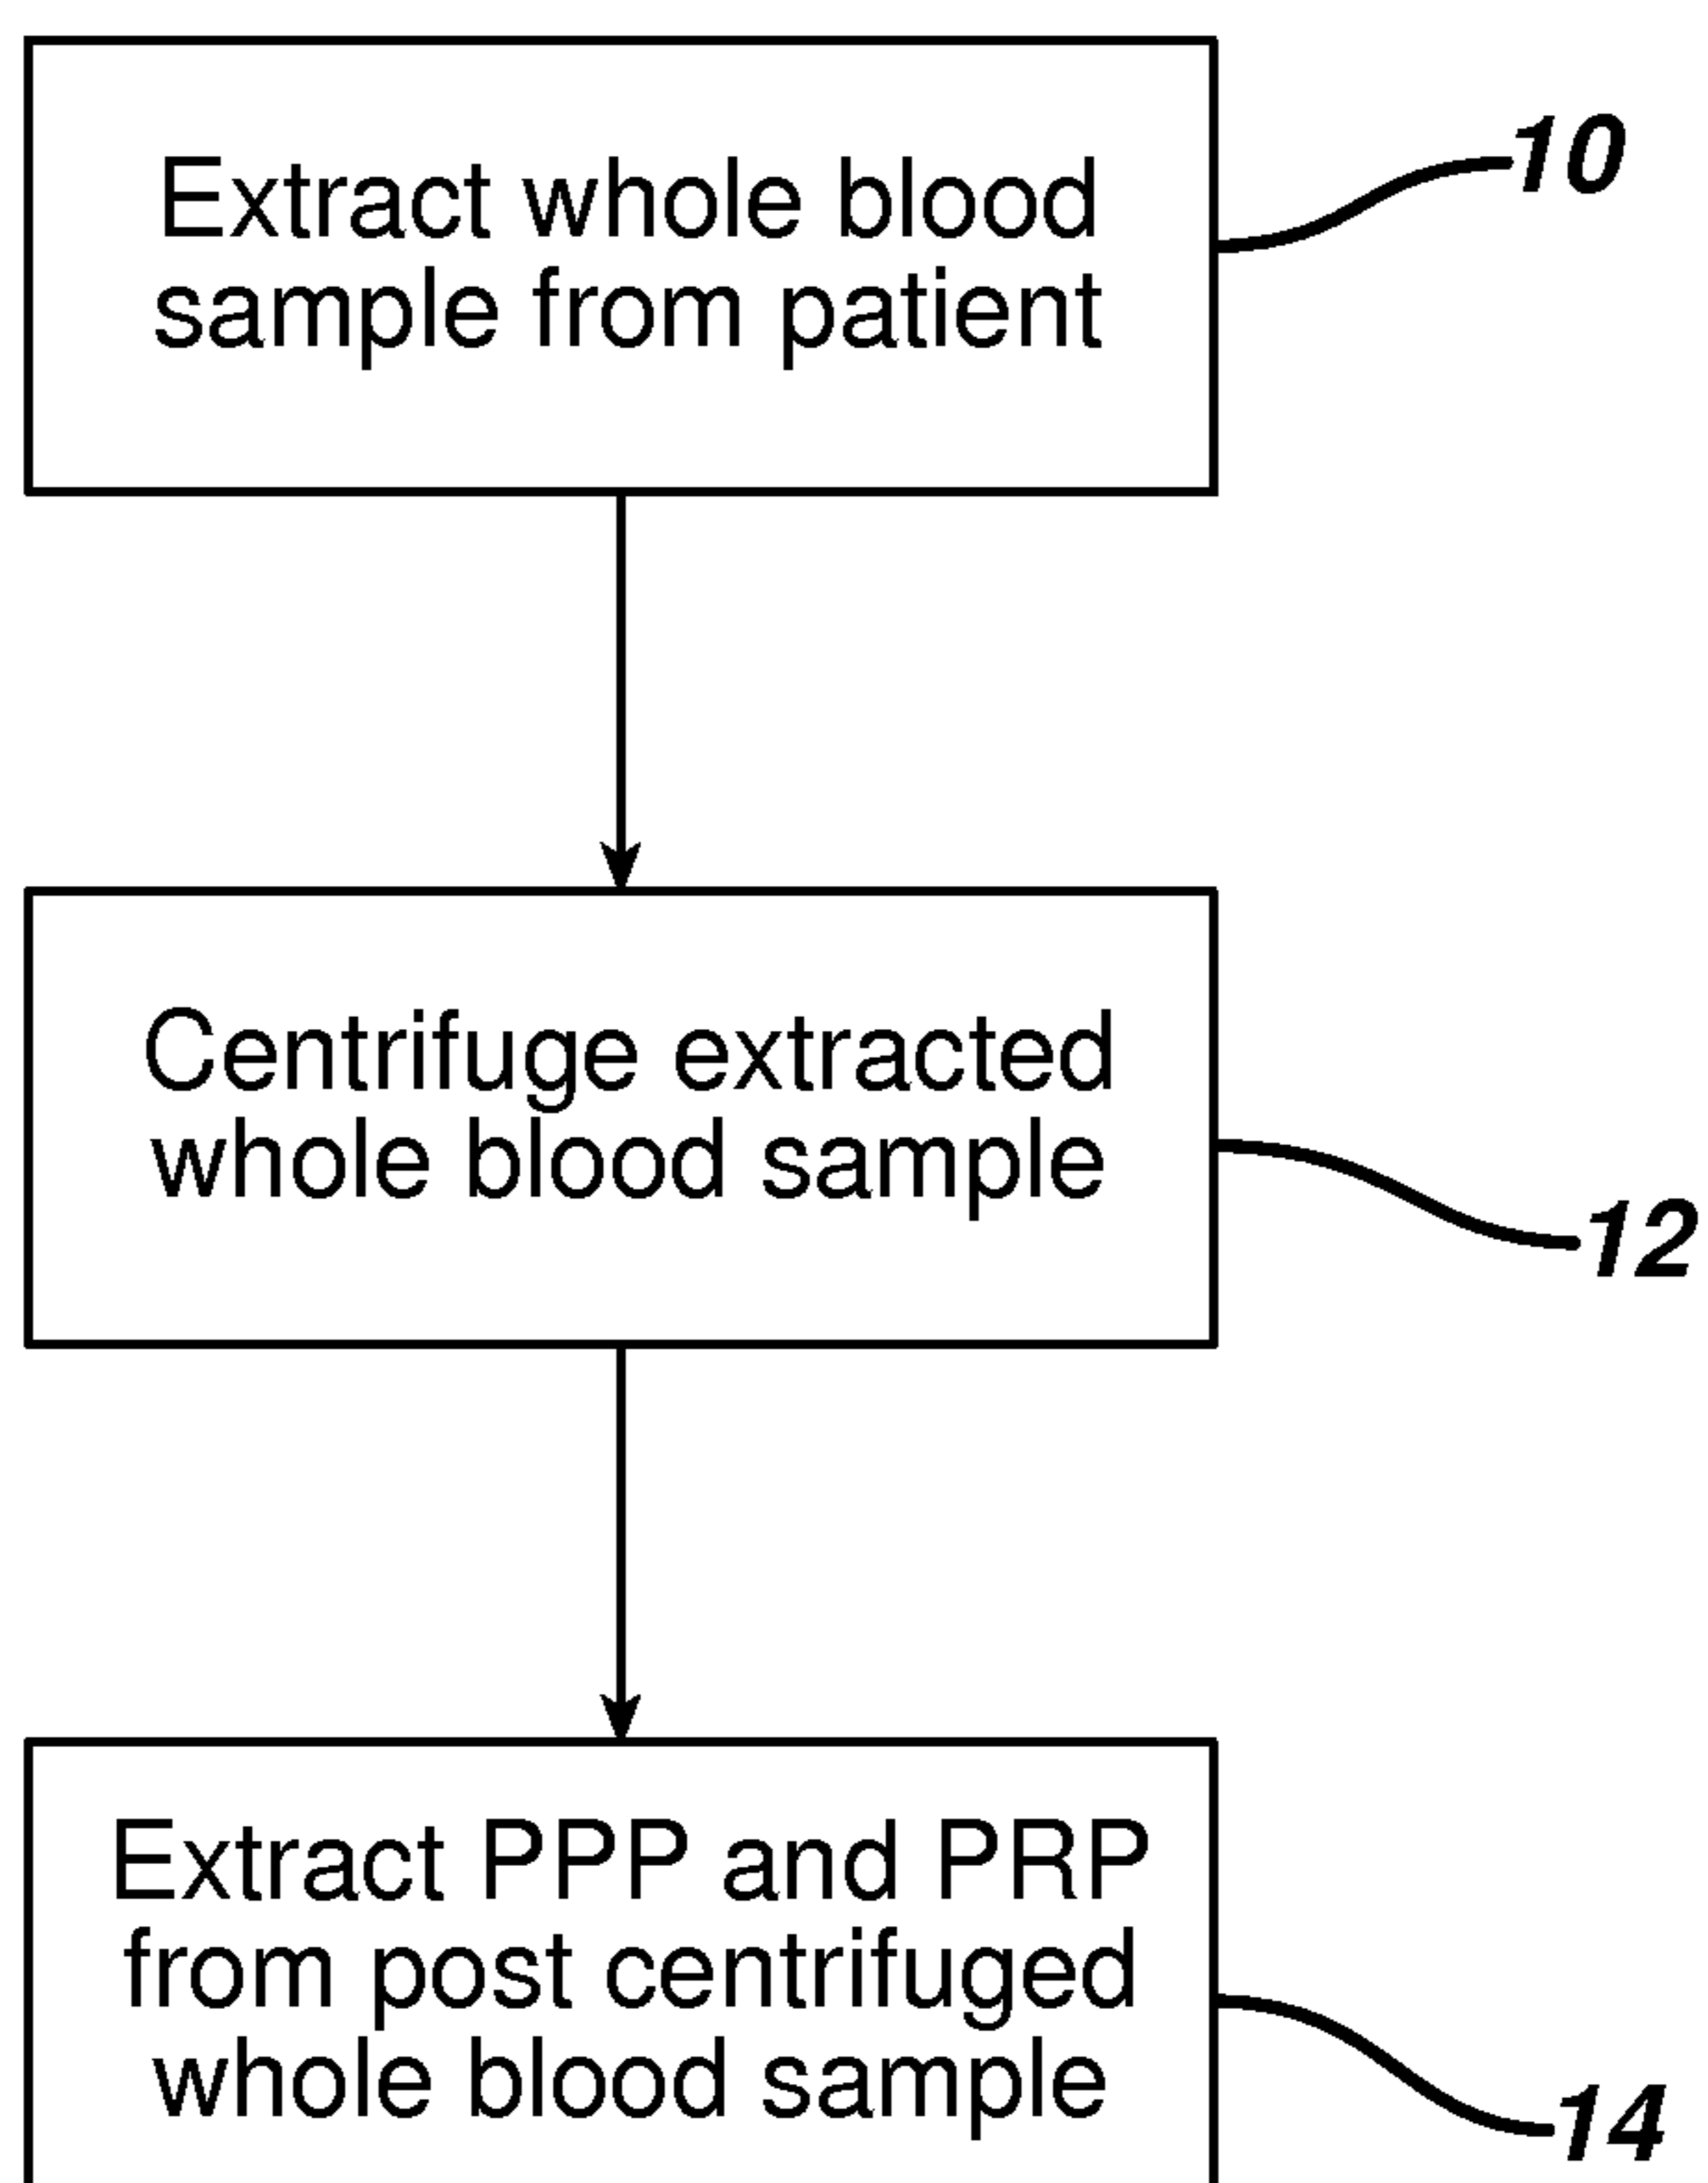 Extract whole blood
sample from patient
10
Centrifuge extracted
whole blood sample
12
Extract PPP and PRP
from post centrifuged
whole blood sample
14